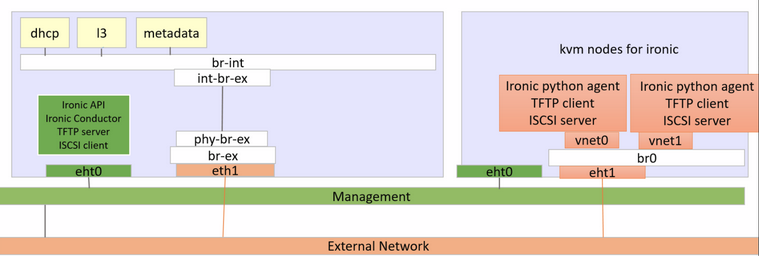 dhcp
l3
metadata
br-int
int-br-ex
Ironic API
Ironic Conductor
TFTP server
ISCSI client
phy-br-ex
br-ex
eht0
eth1
kvm nodes for ironic
Ironic python agent
TFTP client
ISCSI server
Ironic python agent
TFTP client
ISCSI server
vnet0
vnet1
br0
eht0
eht1
Management
External Network